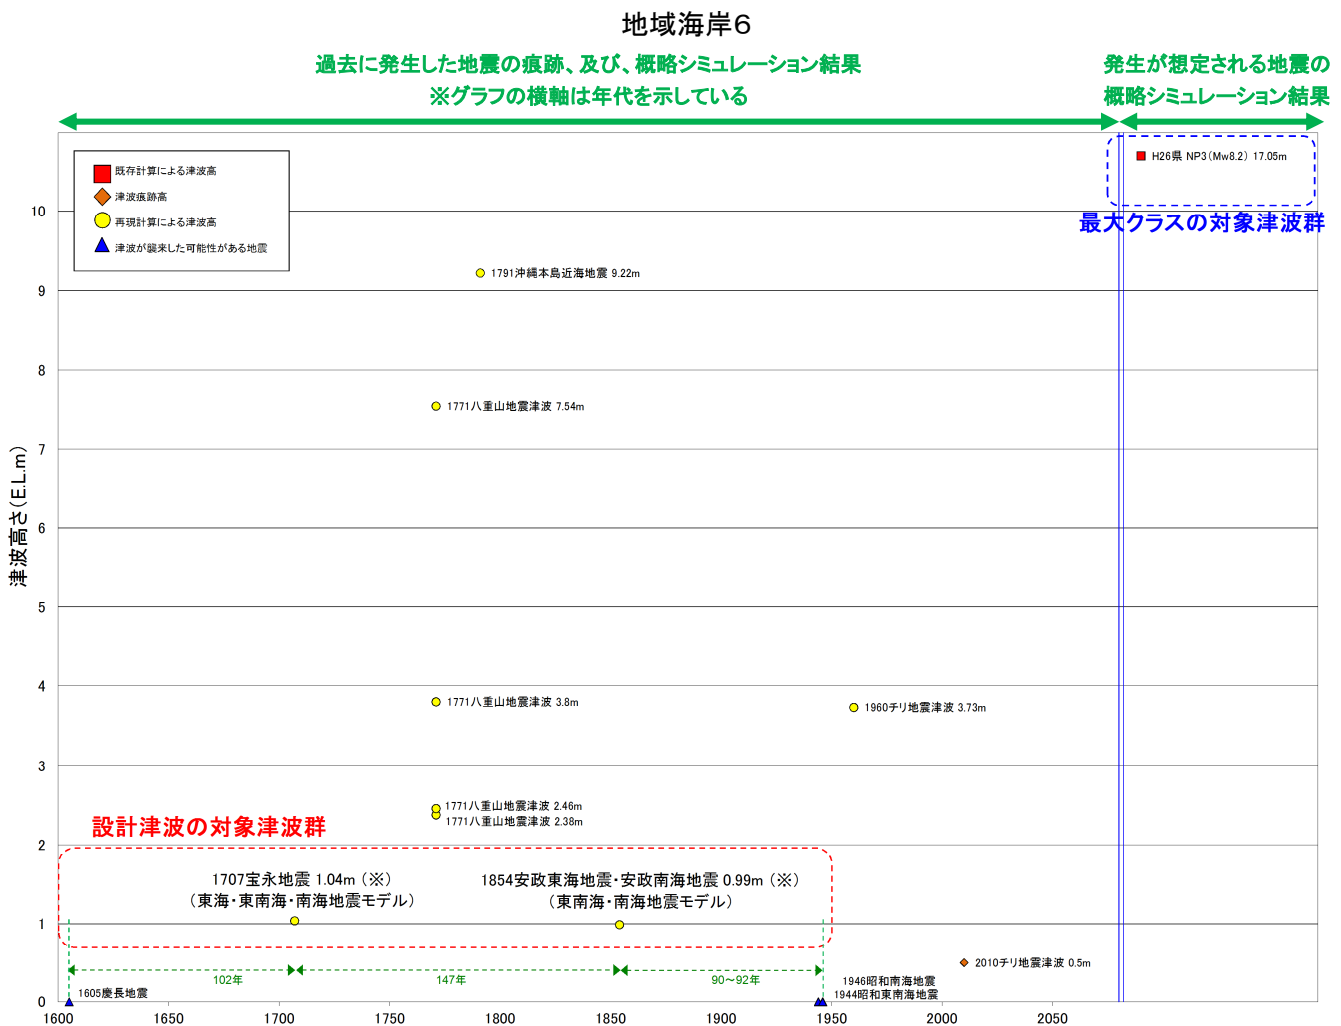 地域海岸6
過去に発生した地震の痕跡、及び、概略シミュレーション結果
※グラフの横軸は年代を示している
発生が想定される地震の
概略シミュレーション結果
既存計算による津波高
津波痕跡高
再現計算による津波高
津波が襲来した可能性がある地震
H26県 NP3(Mw8.2) 17.05m
最大クラスの対象津波群
1791沖縄本島近海地震 9.22m
1771八重山地震津波 7.54m
1771八重山地震津波 3.8m
1960チリ地震津波 3.73m
1771八重山地震津波 2.46m
1771八重山地震津波 2.38m
設計津波の対象津波群
1707宝永地震 1.04m (※)
(東海・東南海・南海地震モデル)
1854安政東海地震・安政南海地震 0.99m (※)
(東南海・南海地震モデル)
102年
147年
90～92年
2010チリ地震津波 0.5m
1605慶長地震
1946昭和南海地震
1944昭和東南海地震
津波高さ(E.L.m)
10
9
8
7
6
5
4
3
2
1
0
1600 1650 1700 1750 1800 1850 1900 1950 2000 2050